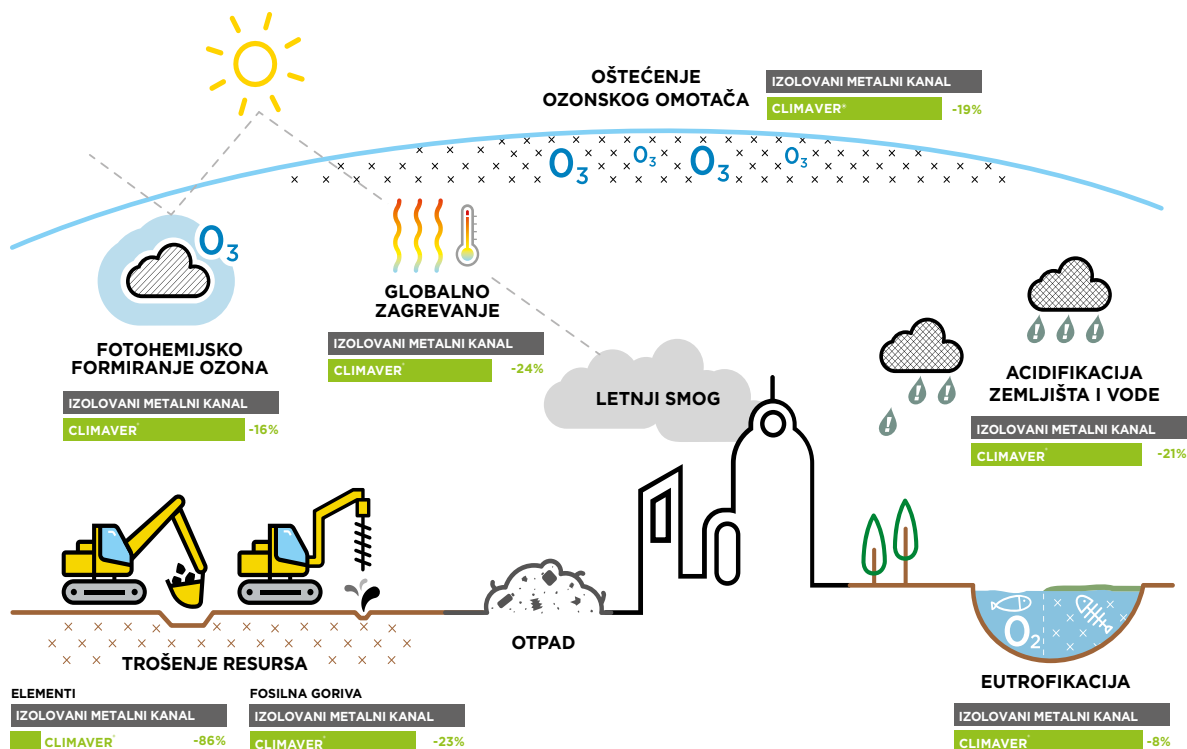 OŠTEĆENJE
OZONSKOG OMOTAČA
IZOLOVANI METALNI KANAL
CLIMAVER®
-19%
O3
O3
O3
O3
O3
GLOBALNO
ZAGREVANJE
IZOLOVANI METALNI KANAL
CLIMAVER®
-24%
FOTOHEMIJSKO
FORMIRANJE OZONA
IZOLOVANI METALNI KANAL
CLIMAVER®
-16%
LETNJI SMOG
! ! !
! !
!
ACIDIFIKACIJA
ZEMLJIŠTA I VODE
IZOLOVANI METALNI KANAL
CLIMAVER®
-21%
TROŠENJE RESURSA
ELEMENTI
IZOLOVANI METALNI KANAL
CLIMAVER®
-86%
FOSILNA GORIVA
IZOLOVANI METALNI KANAL
CLIMAVER®
-23%
OTPAD
O2
EUTROFIKACIJA
IZOLOVANI METALNI KANAL
CLIMAVER®
-8%